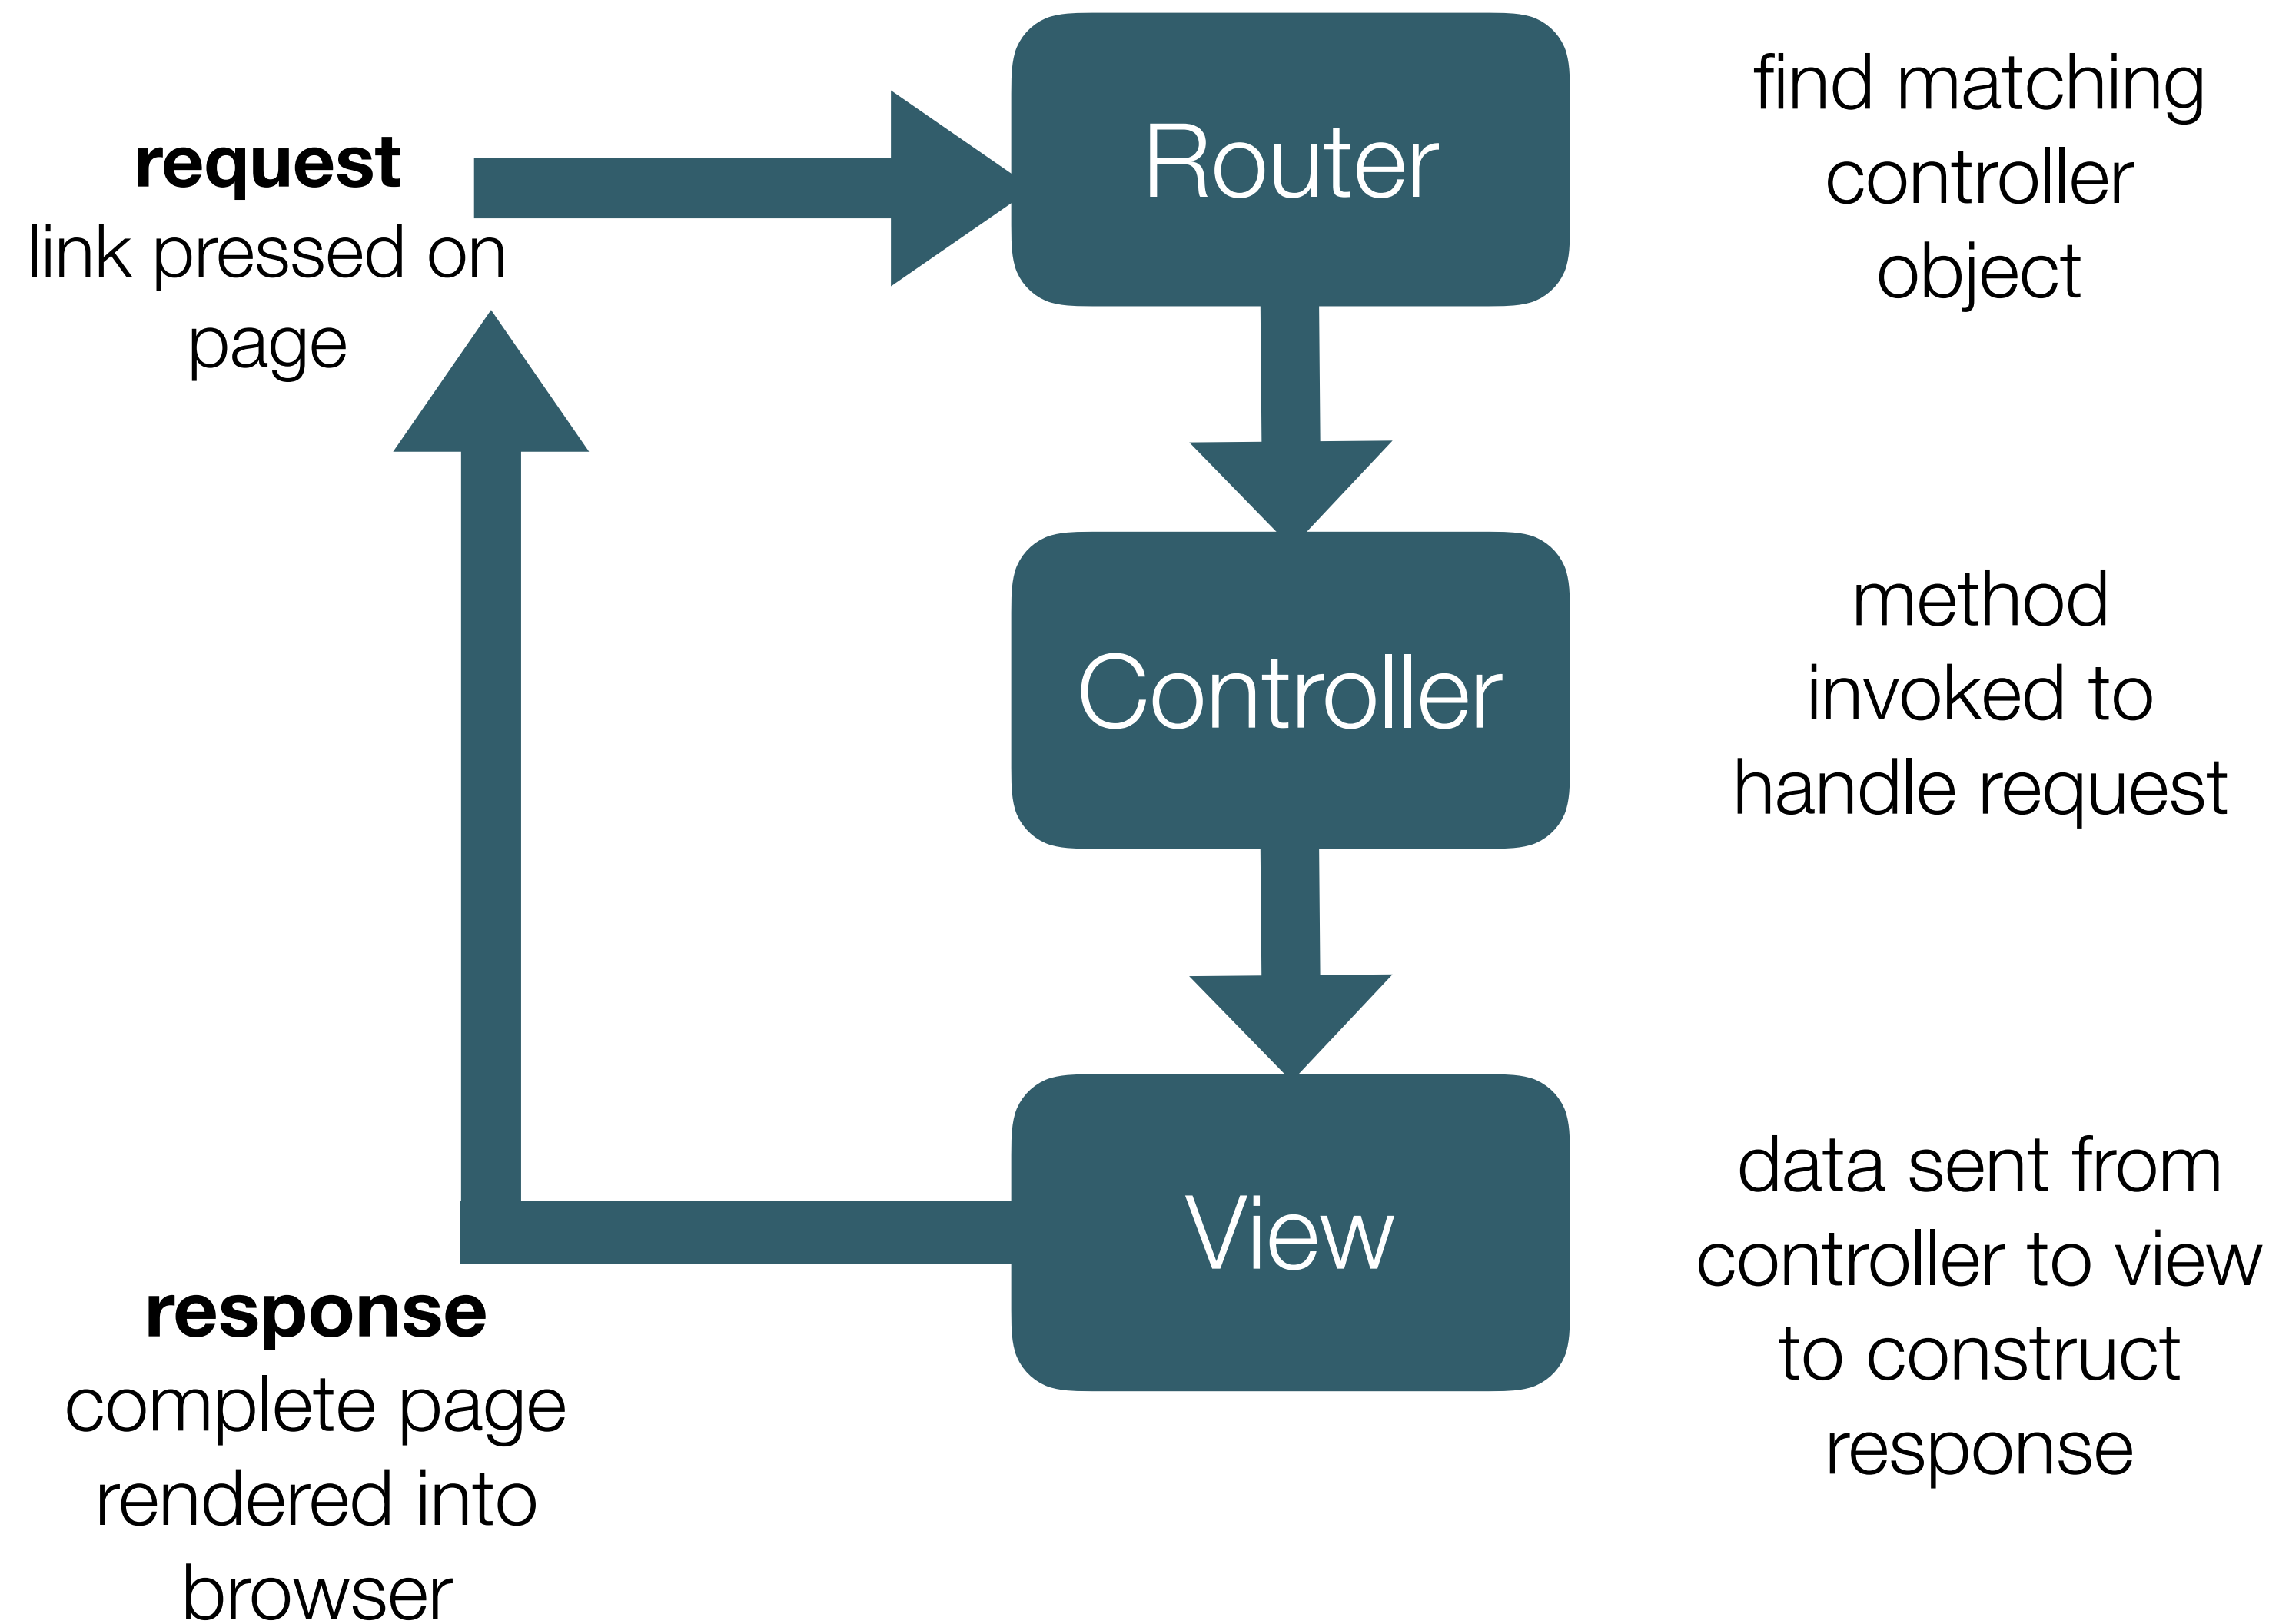 request
link pressed on
page
Router
find matching
controller
object
Controller
method
invoked to
handle request
View
data sent from
controller to view
to construct
response
response
complete page
rendered into
browser